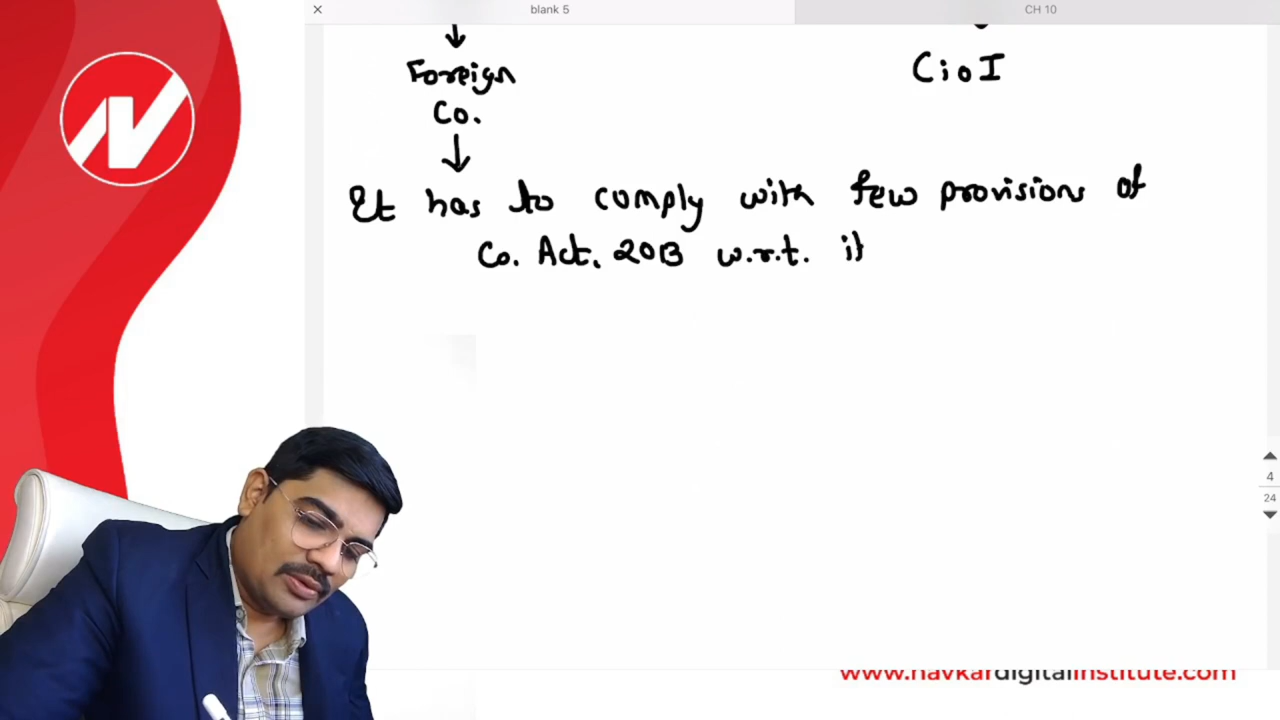 blank 5
CH 10
Foreign
CioI
Co.
It has to comply with few provisions of
Co. Act. 2013 w.r.t. it
4
24
www.navkardigitalinstitute.com